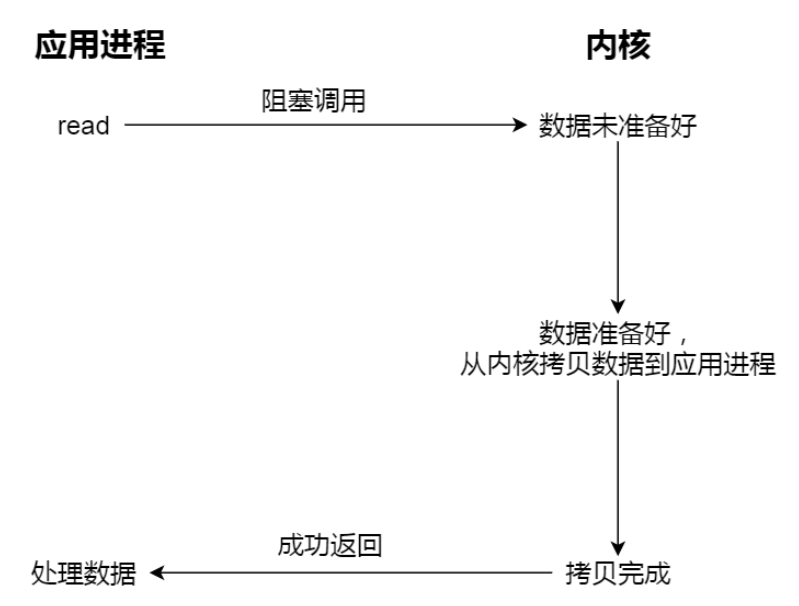 应用进程
内核
阻塞调用
read
数据未准备好
数据准备好，
从内核拷贝数据到应用进程
成功返回
处理数据
拷贝完成